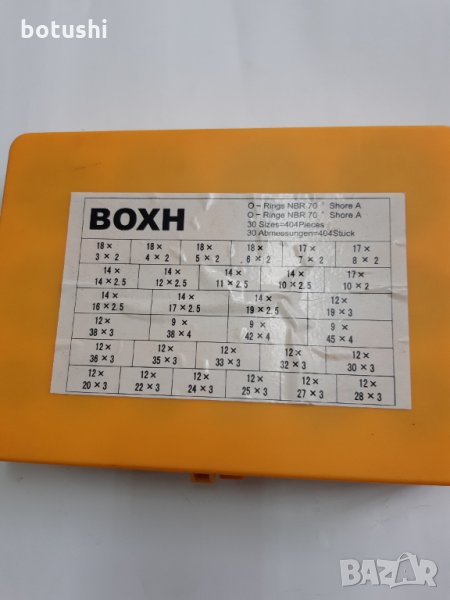 botushi
BOXH
O - Rings NBR 70 ° Shore A
O - Rings NBR 70 ° Shore A
30 Sizes=404Pieces
30 Abmessungen=404Stuck
18 × 18 × 18 × 18 × 17 × 17 ×
3 × 2 4 × 2 5 × 2 6 × 2 7 × 2 8 × 2
14 × 14 × 14 × 14 × 17 ×
14 × 2.5 12 × 2.5 11 × 2.5 10 × 2.5 10 × 2
14 × 14 × 14 × 12 ×
16 × 2.5 17 × 2.5 19 × 2.5 19 × 3
12 × 9 × 9 × 9 ×
38 × 3 38 × 4 42 × 4 45 × 4
12× 12× 12× 12× 12×
36 × 3 35 × 3 33 × 3 32 × 3 30 × 3
12 × 12 × 12× 12× 12× 12×
20 × 3 22 × 3 24 × 3 25 × 3 27 × 3 28 × 3
BAZAR